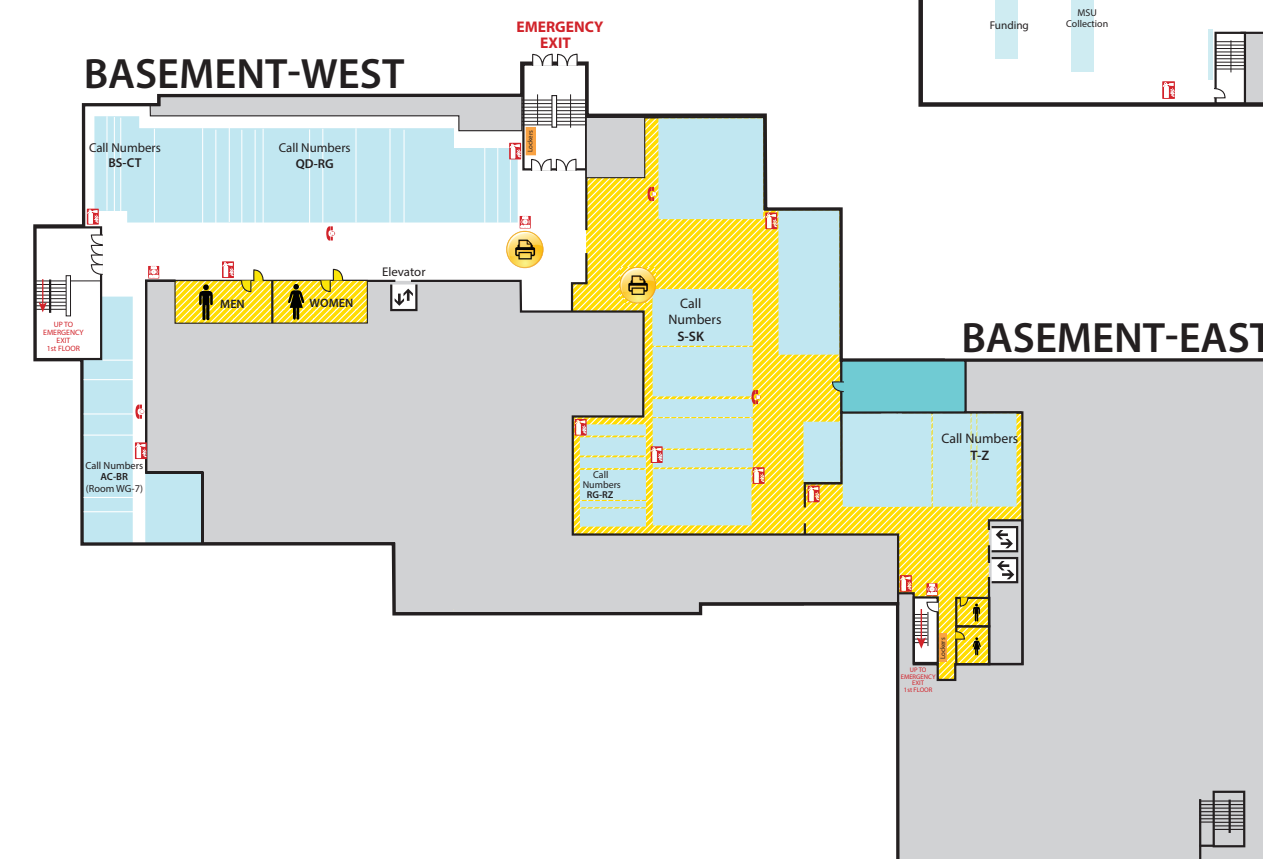 Funding
MSU
Collection
EMERGENCY
EXIT
BASEMENT-WEST
Lockers
Call Numbers
BS-CT
Call Numbers
QD-RG
Elevator
MEN
WOMEN
UP TO
EMERGENCY
EXIT
1st FLOOR
Call
Numbers
S-SK
BASEMENT-EAST
Call Numbers
T-Z
Call Numbers
AC-BR
(Room WG-7)
Call
Numbers
RG-RZ
Lockers
UP TO
EMERGENCY
EXIT
1st FLOOR